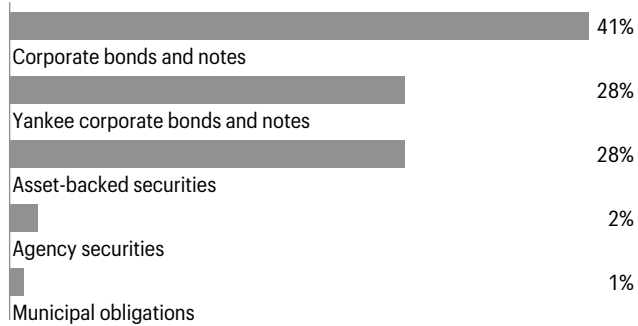 41%
Corporate bonds and notes
28%
Yankee corporate bonds and notes
28%
Asset-backed securities
2%
Agency securities
1%
Municipal obligations